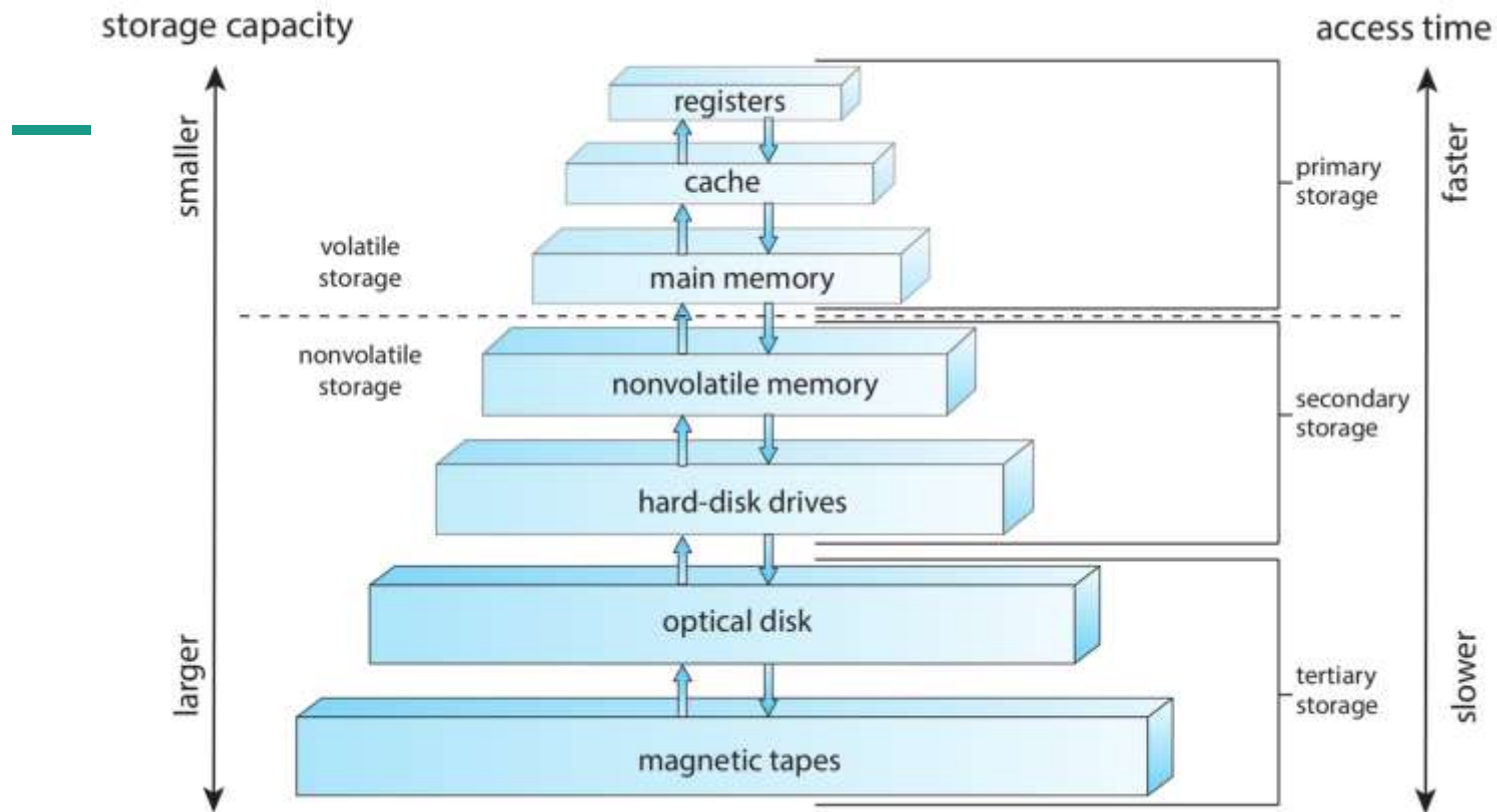 storage capacity
access time
smaller
larger
registers
cache
main memory
volatile
storage
nonvolatile
storage
nonvolatile memory
hard-disk drives
optical disk
magnetic tapes
primary
storage
secondary
storage
tertiary
storage
faster
slower